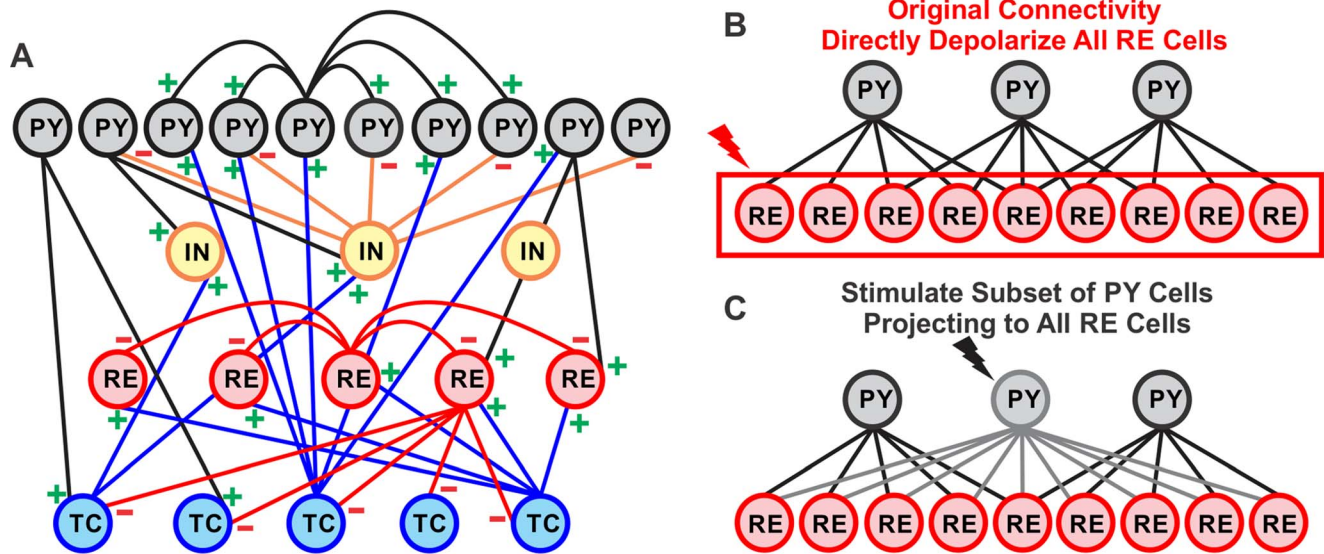 A
+ + + + +
PY PY PY PY PY PY PY PY PY PY
- + + - + - + - + -
+ IN IN IN
+ + +
- - - - -
RE RE RE RE RE
+ + + + + + +
TC TC TC TC TC
+ - + - - - -
B
Original Connectivity
Directly Depolarize All RE Cells
PY PY PY
RE RE RE RE RE RE RE RE RE
C
Stimulate Subset of PY Cells
Projecting to All RE Cells
PY PY PY
RE RE RE RE RE RE RE RE RE